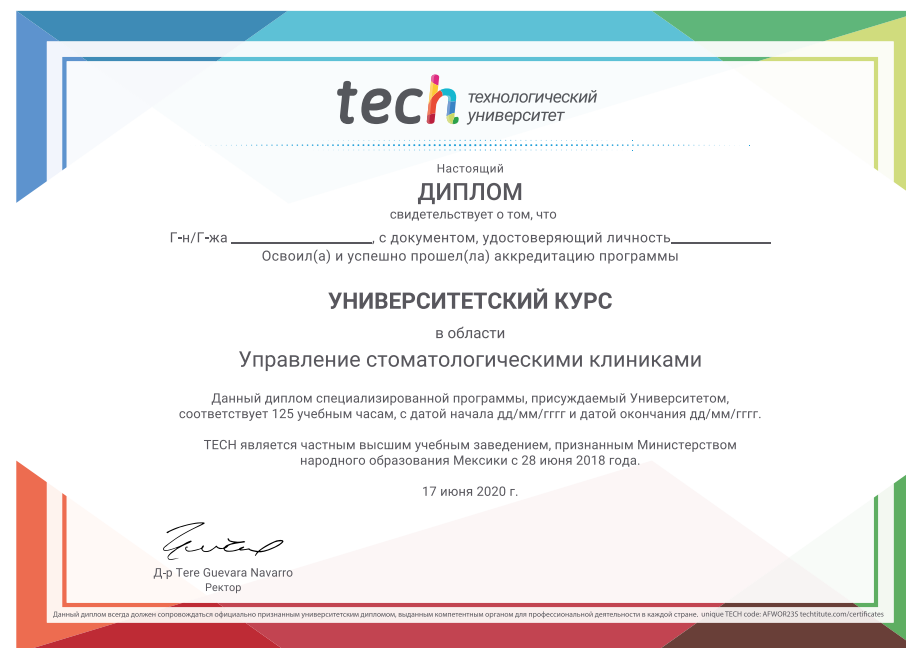 tech технологический
университет
Настоящий
ДИПЛОМ
свидетельствует о том, что
Г-н/Г-жа ____________________, с документом, удостоверяющий личность______________
Освоил(а) и успешно прошел(ла) аккредитацию программы
УНИВЕРСИТЕТСКИЙ КУРС
в области
Управление стоматологическими клиниками
Данный диплом специализированной программы, присуждаемый Университетом,
соответствует 125 учебным часам, с датой начала дд/мм/гггг и датой окончания дд/мм/гггг.
TECH является частным высшим учебным заведением, признанным Министерством
народного образования Мексики с 28 июня 2018 года.
17 июня 2020 г.
Д-р Tere Guevara Navarro
Ректор
Данный диплом всегда должен сопровождаться официально признанным университетским дипломом, выданным компетентным органом для профессиональной деятельности в каждой стране. unique TECH code: AFWOR23S techtitute.com/certificates